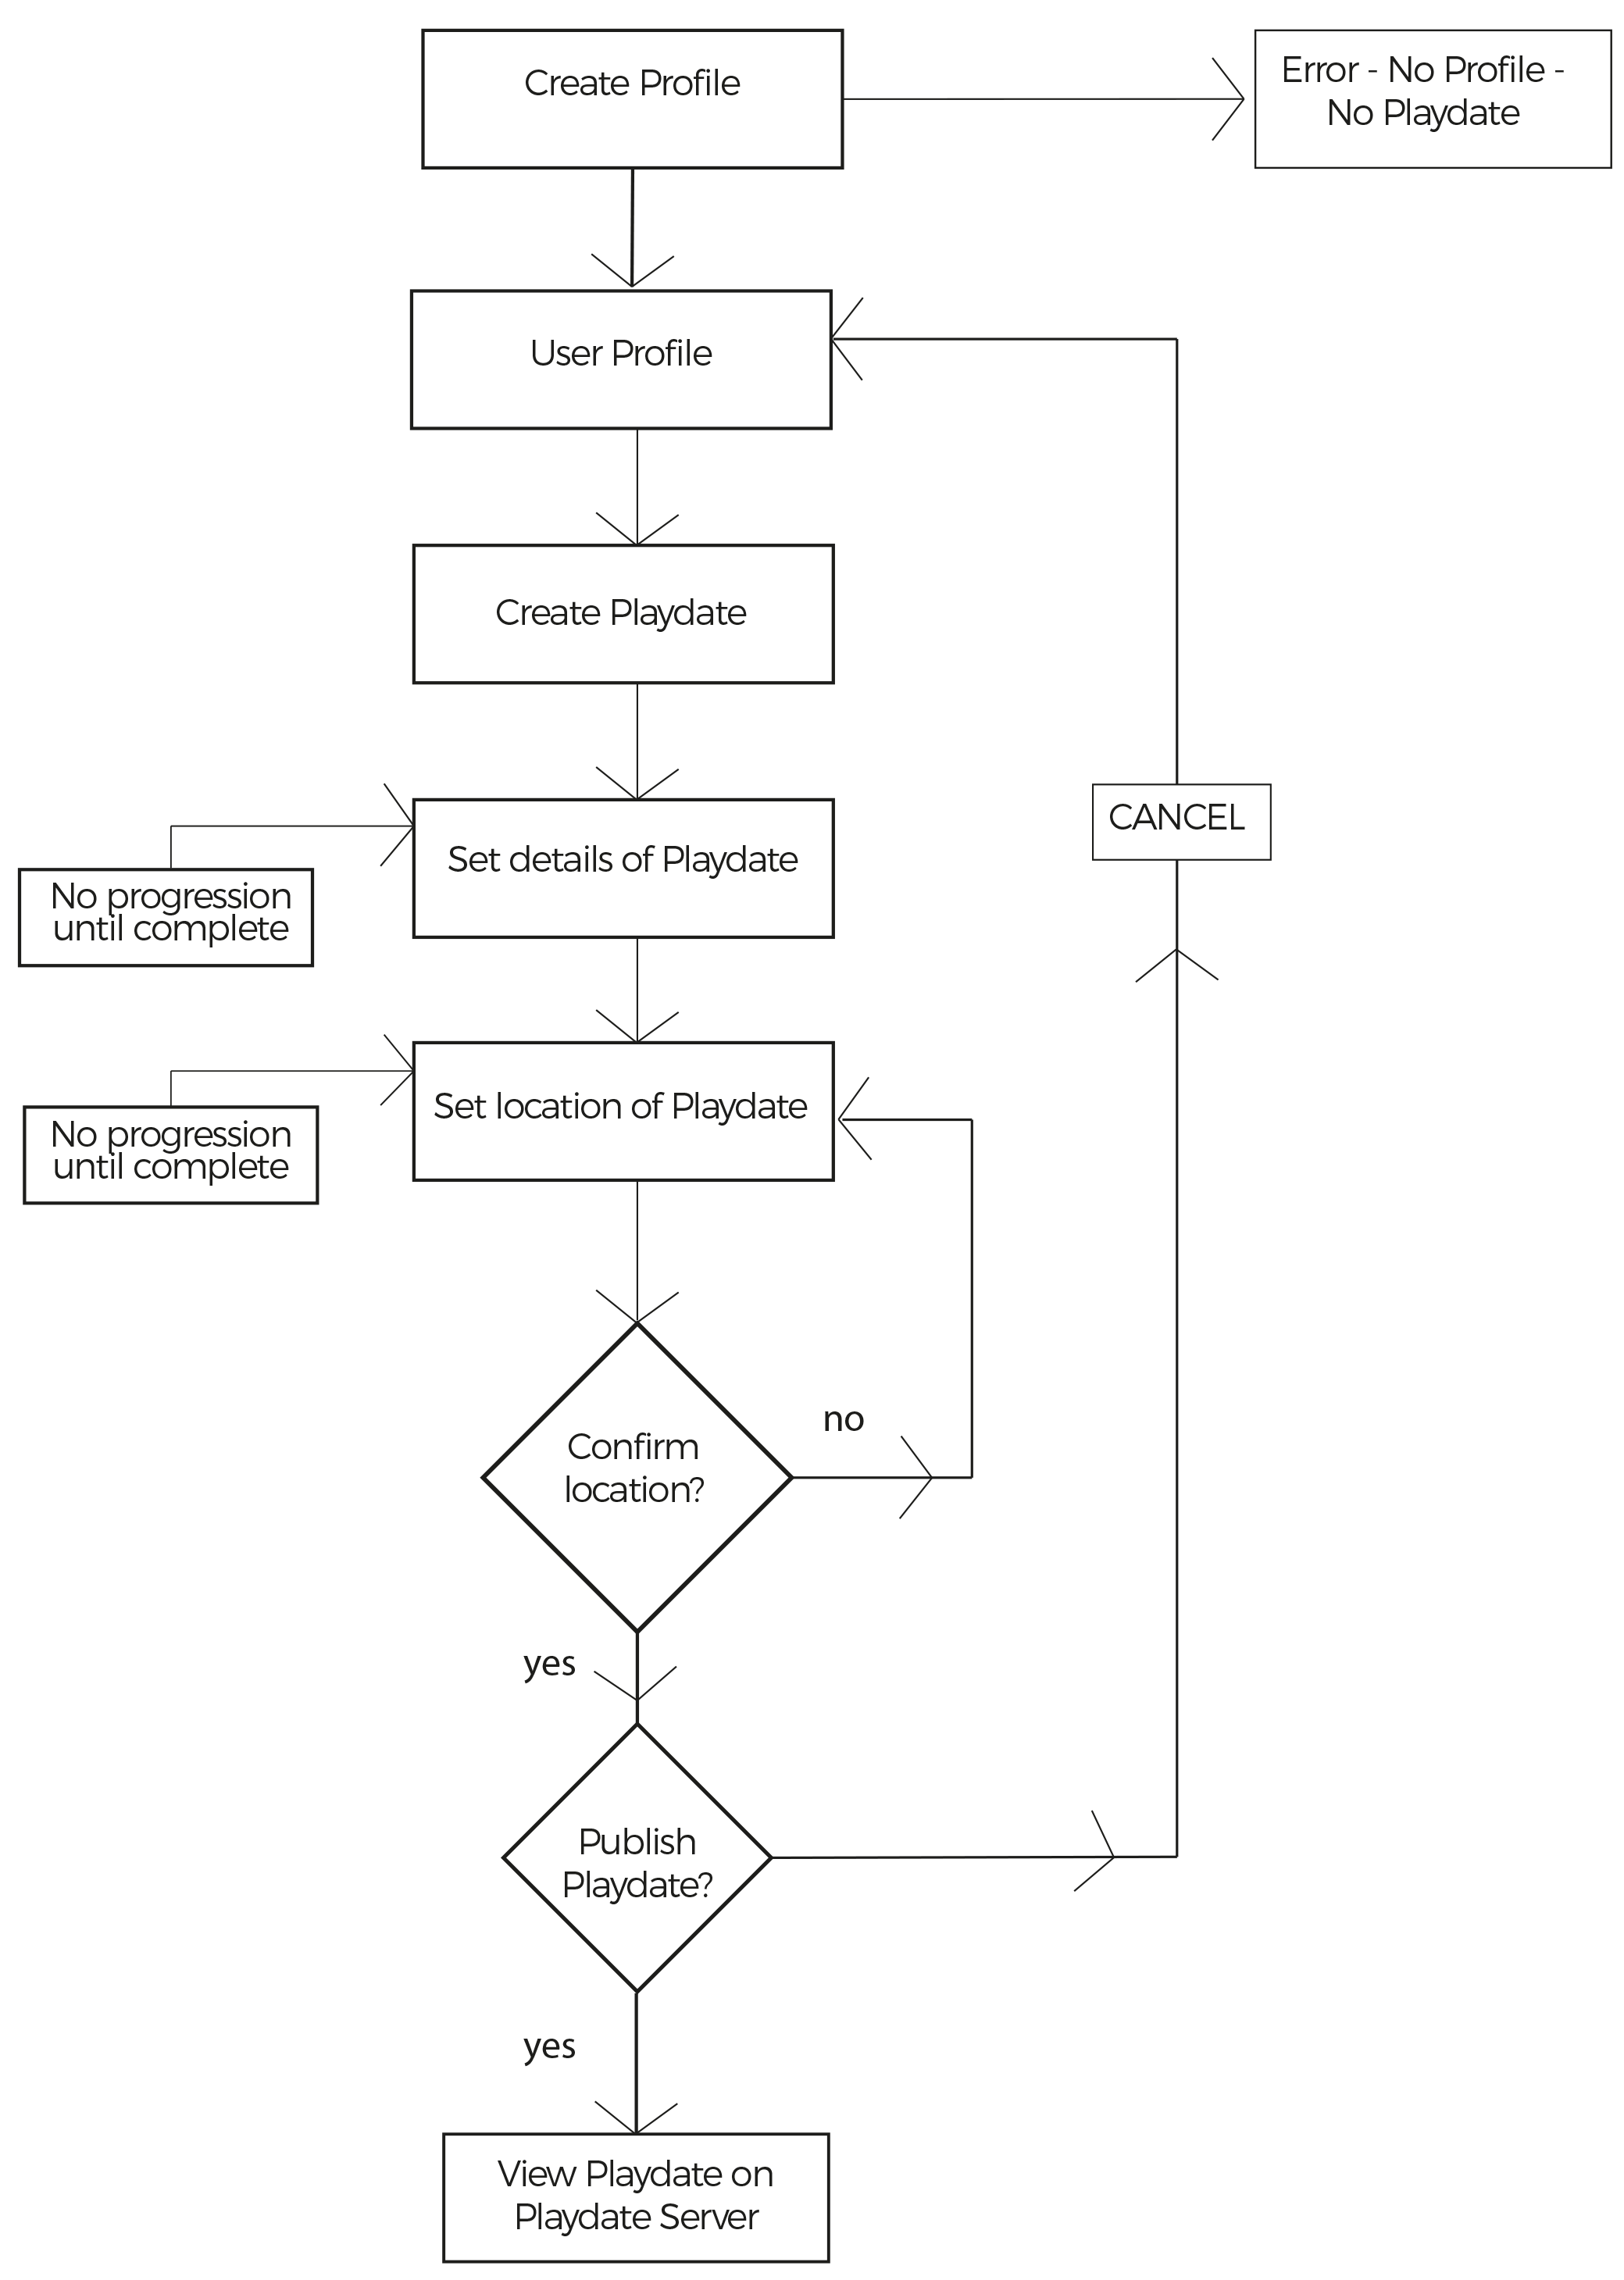 Create Profile
Error - No Profile -
No Playdate
User Profile
Create Playdate
CANCEL
Set details of Playdate
No progression
until complete
Set location of Playdate
No progression
until complete
no
Confirm
location?
yes
Publish
Playdate?
yes
View Playdate on
Playdate Server